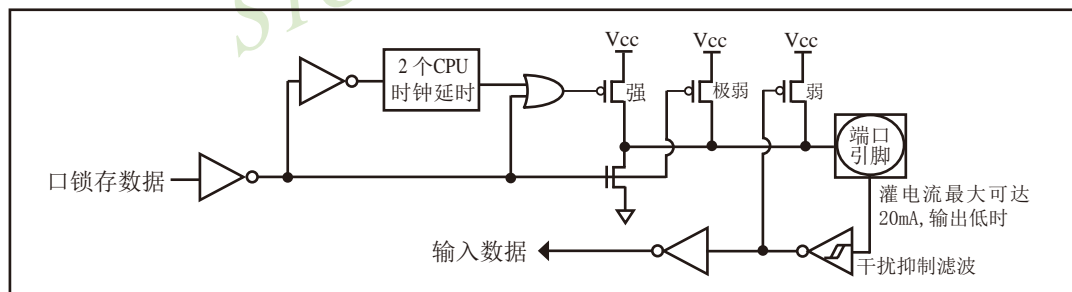 Vcc
Vcc
Vcc
2个CPU
时钟延时
强
极弱
弱
端口
引脚
口锁存数据
灌电流最大可达
20mA,输出低时
输入数据
干扰抑制滤波